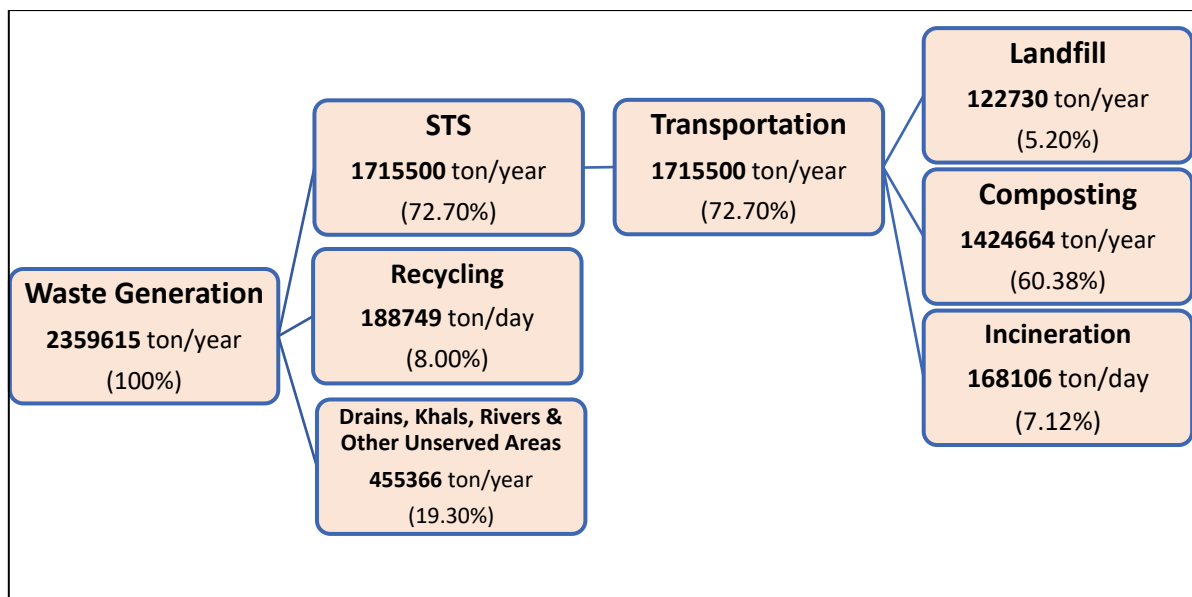 Waste Generation
2359615 ton/year
(100%)
STS
1715500 ton/year
(72.70%)
Recycling
188749 ton/day
(8.00%)
Drains, Khals, Rivers &
Other Unserved Areas
455366 ton/year
(19.30%)
Transportation
1715500 ton/year
(72.70%)
Landfill
122730 ton/year
(5.20%)
Composting
1424664 ton/year
(60.38%)
Incineration
168106 ton/day
(7.12%)